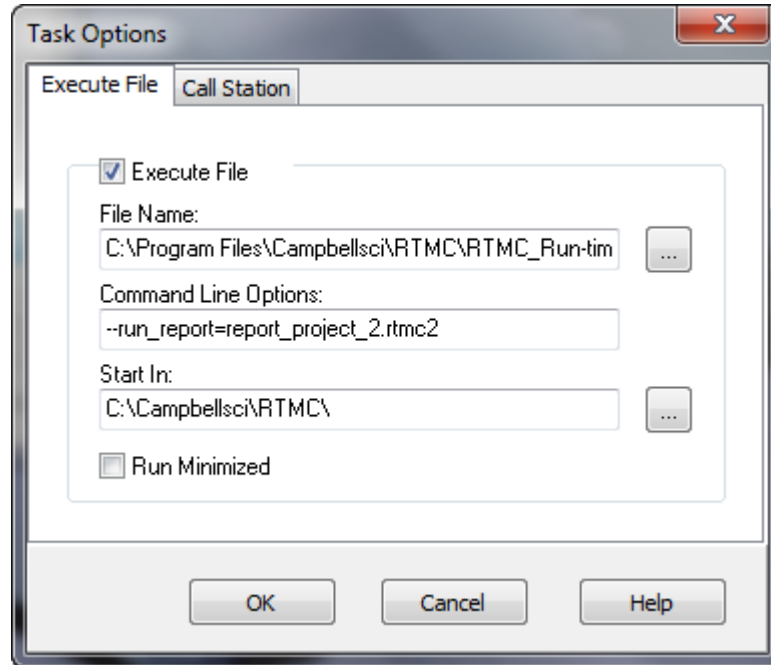 Task Options
Execute File
Call Station
Execute File
File Name:
C:\Program Files\Campbellsci\RTMC\RTMC_Run-tim
...
Command Line Options:
--run_report=report_project_2.rtmc2
Start In:
C:\Campbellsci\RTMC\
...
Run Minimized
OK
Cancel
Help